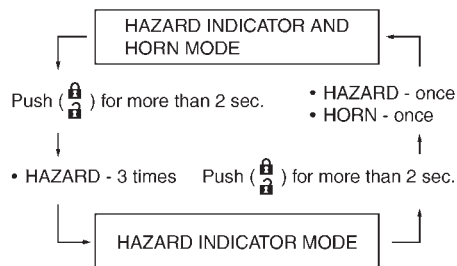 HAZARD INDICATOR AND
HORN MODE
Push ( ) for more than 2 sec.
• HAZARD - once
• HORN - once
• HAZARD - 3 times
Push ( ) for more than 2 sec.
HAZARD INDICATOR MODE